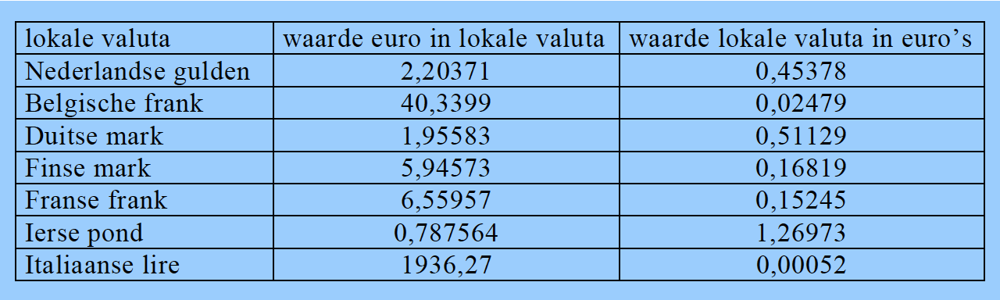 lokale valuta waarde euro in lokale valuta waarde lokale valuta in euro’s
Nederlandse gulden 2,20371 0,45378
Belgische frank 40,3399 0,02479
Duitse mark 1,95583 0,51129
Finse mark 5,94573 0,16819
Franse frank 6,55957 0,15245
Ierse pond 0,787564 1,26973
Italiaanse lire 1936,27 0,00052